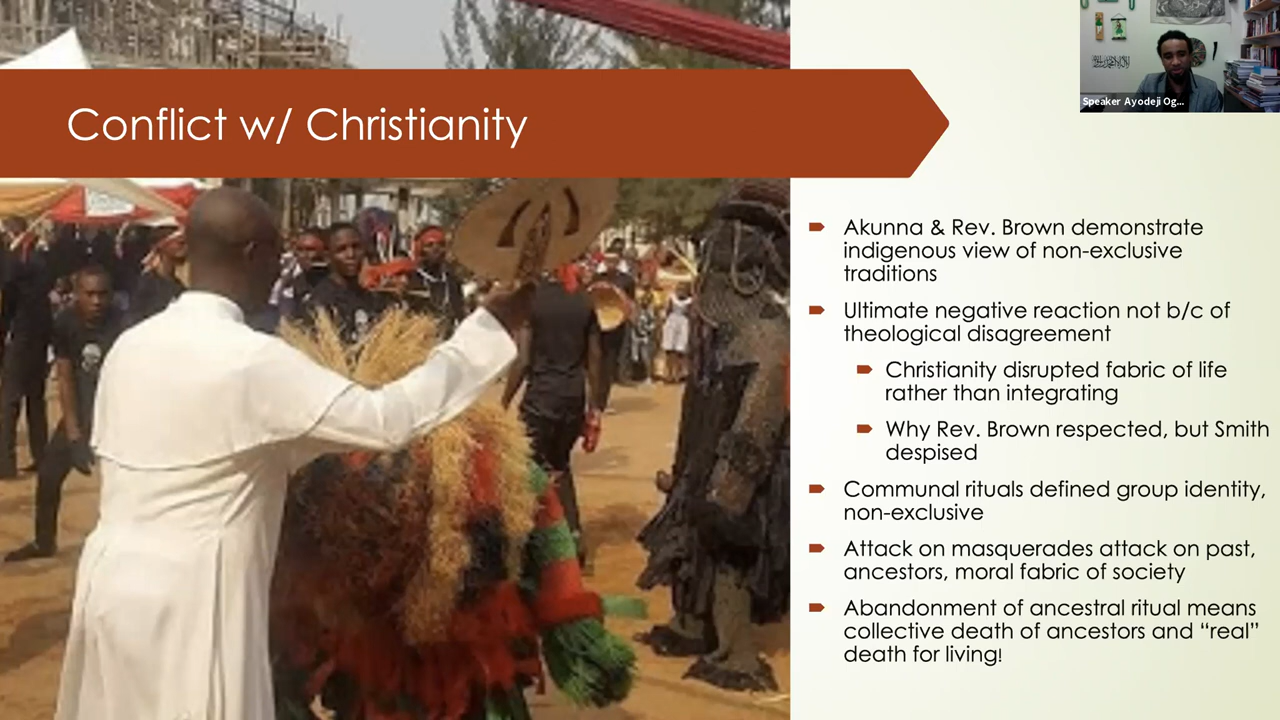 Conflict w/ Christianity
Speaker Ayodeji Og...
Akunna & Rev. Brown demonstrate
indigenous view of non-exclusive
traditions
Ultimate negative reaction not b/c of
theological disagreement
Christianity disrupted fabric of life
rather than integrating
Why Rev. Brown respected, but Smith
despised
Communal rituals defined group identity,
non-exclusive
Attack on masquerades attack on past,
ancestors, moral fabric of society
Abandonment of ancestral ritual means
collective death of ancestors and “real”
death for living!